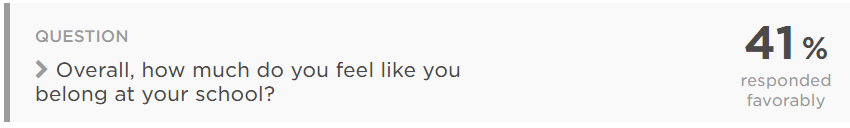 QUESTION
Overall, how much do you feel like you
belong at your school?
41%
responded
favorably